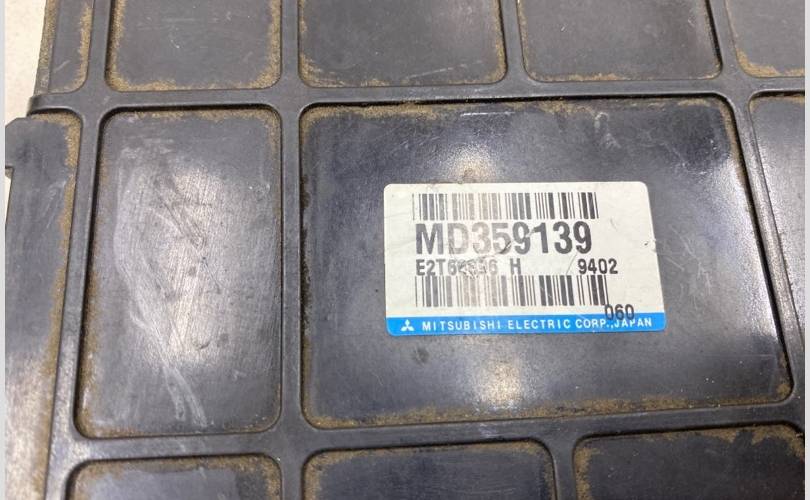 MD359139
H 9402
060
MITSUBISHI ELECTRIC CORP.,JAPAN